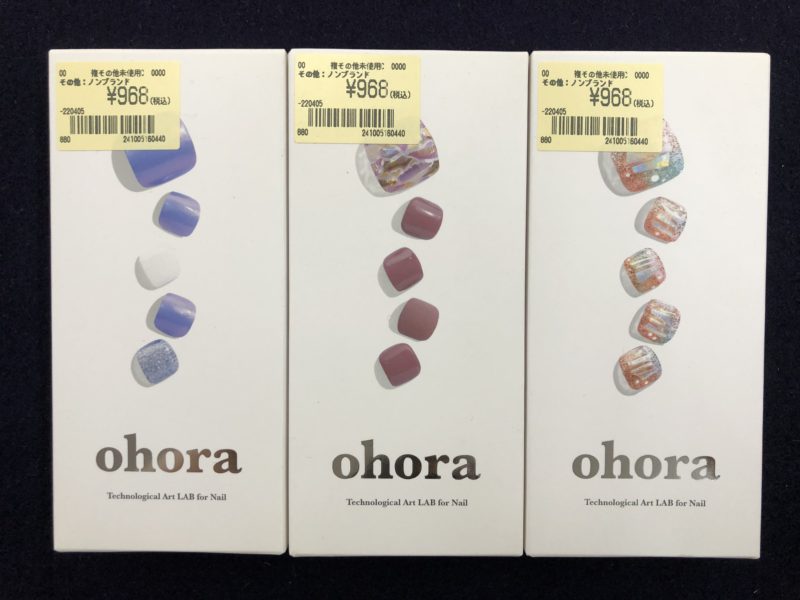 00 複その他未使用: 0000
その他:ノンブランド
¥968(税込)
-220405
880 241005160440
ohora
Technological Art LAB for Nail
00 複その他未使用: 0000
その他:ノンブランド
¥968(税込)
-220405
880 241005160440
ohora
Technological Art LAB for Nail
00 複その他未使用: 0000
その他:ノンブランド
¥968(税込)
-220405
880 241005160440
ohora
Technological Art LAB for Nail